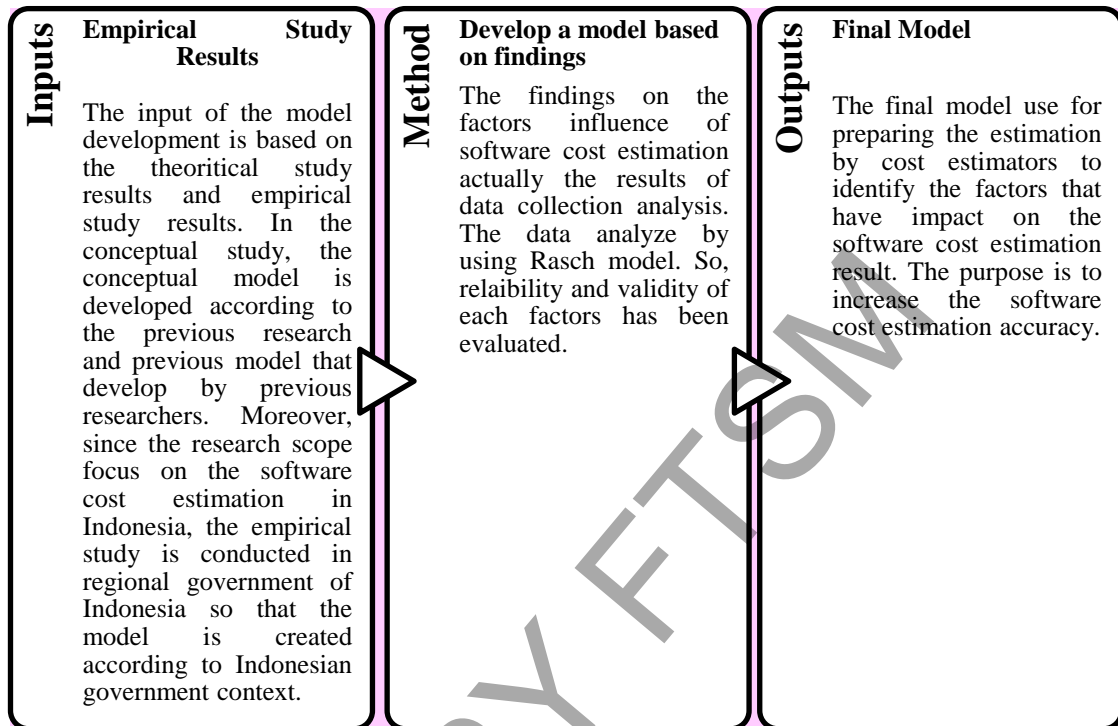 Inputs
Empirical Study
Results
The input of the model
development is based on
the theoritical study
results and empirical
study results. In the
conceptual study, the
conceptual model is
developed according to
the previous research
and previous model that
develop by previous
researchers. Moreover,
since the research scope
focus on the software
cost estimation in
Indonesia, the empirical
study is conducted in
regional government of
Indonesia so that the
model is created
according to Indonesian
government context.
Method
Develop a model based
on findings
The findings on the
factors influence of
software cost estimation
actually the results of
data collection analysis.
The data analyze by
using Rasch model. So,
relaibility and validity of
each factors has been
evaluated.
Outputs
Final Model
The final model use for
preparing the estimation
by cost estimators to
identify the factors that
have impact on the
software cost estimation
result. The purpose is to
increase the software
cost estimation accuracy.
Y FTSM